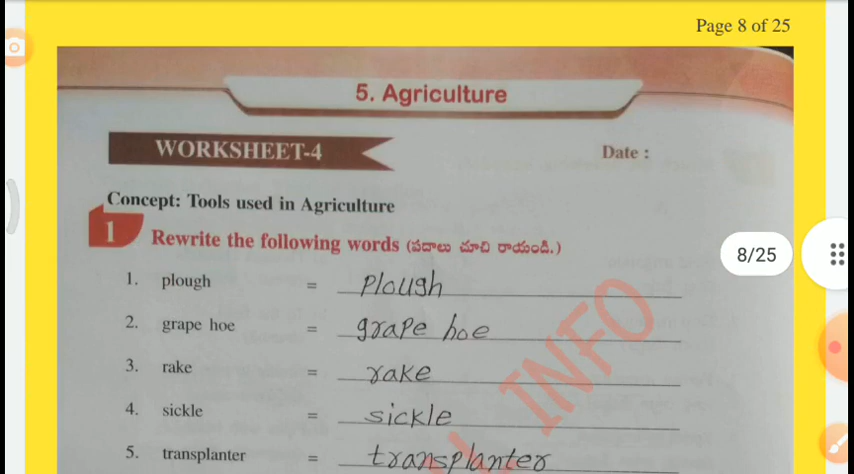 Page 8 of 25
5. Agriculture
WORKSHEET-4
Date :
Concept: Tools used in Agriculture
1 Rewrite the following words (పదాలు చూచి రాయండి.)
8/25
1. plough = Plough
2. grape hoe = grape hoe
3. rake = rake
4. sickle = sickle
5. transplanter = transplanter
INFO